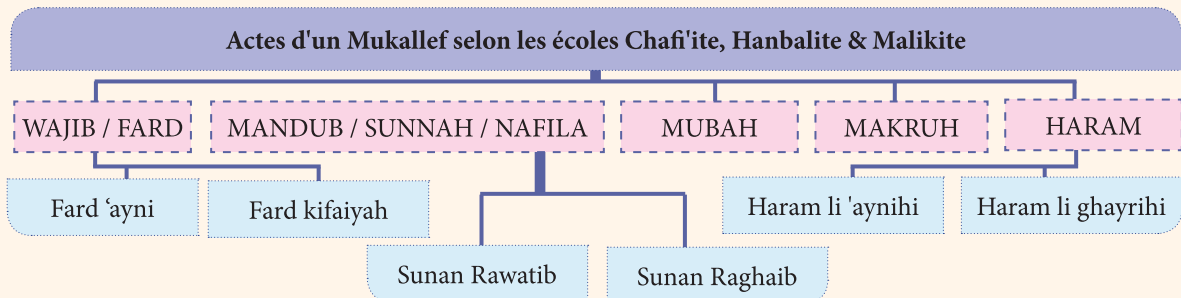 Actes d'un Mukallef selon les écoles Chafi'ite, Hanbalite & Malikite
WAJIB / FARD
MANDUB / SUNNAH / NAFILA
MUBAH
MAKRUH
HARAM
Fard ‘ayni
Fard kifaiyah
Haram li 'aynihi
Haram li ghayrihi
Sunan Rawatib
Sunan Raghaib